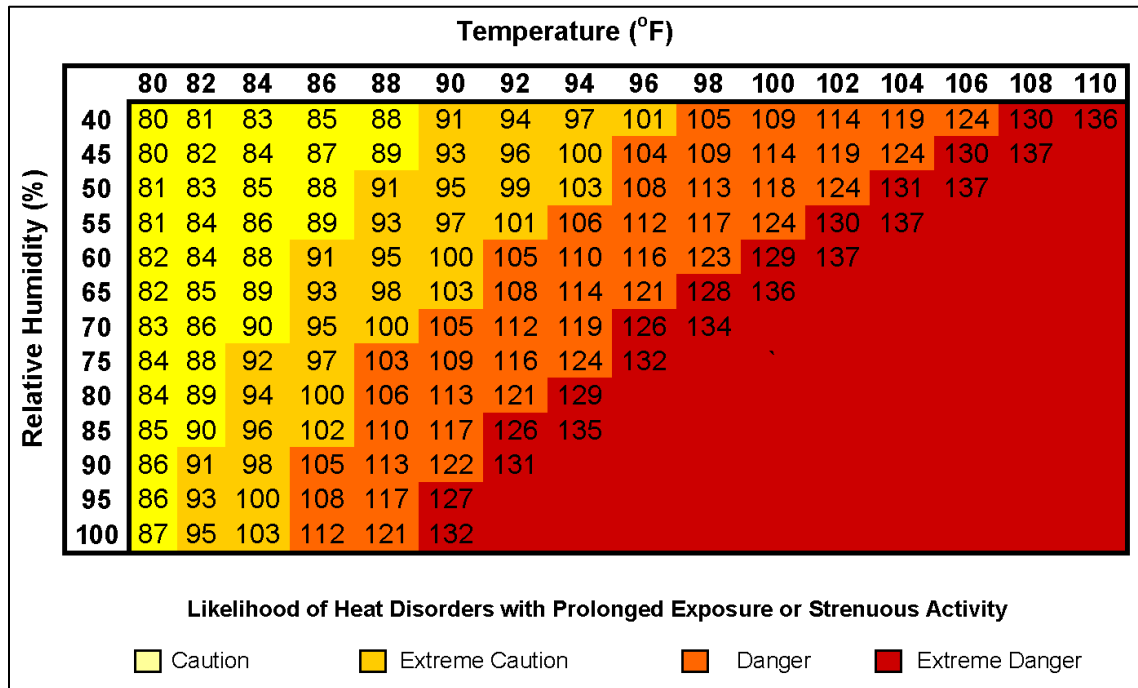 Temperature (°F)
80 82 84 86 88 90 92 94 96 98 100 102 104 106 108 110
Relative Humidity (%)
40 80 81 83 85 88 91 94 97 101 105 109 114 119 124 130 136
45 80 82 84 87 89 93 96 100 104 109 114 119 124 130 137
50 81 83 85 88 91 95 99 103 108 113 118 124 131 137
55 81 84 86 89 93 97 101 106 112 117 124 130 137
60 82 84 88 91 95 100 105 110 116 123 129 137
65 82 85 89 93 98 103 108 114 121 128 136
70 83 86 90 95 100 105 112 119 126 134
75 84 88 92 97 103 109 116 124 132 `
80 84 89 94 100 106 113 121 129
85 85 90 96 102 110 117 126 135
90 86 91 98 105 113 122 131
95 86 93 100 108 117 127
100 87 95 103 112 121 132
Likelihood of Heat Disorders with Prolonged Exposure or Strenuous Activity
Caution Extreme Caution Danger Extreme Danger